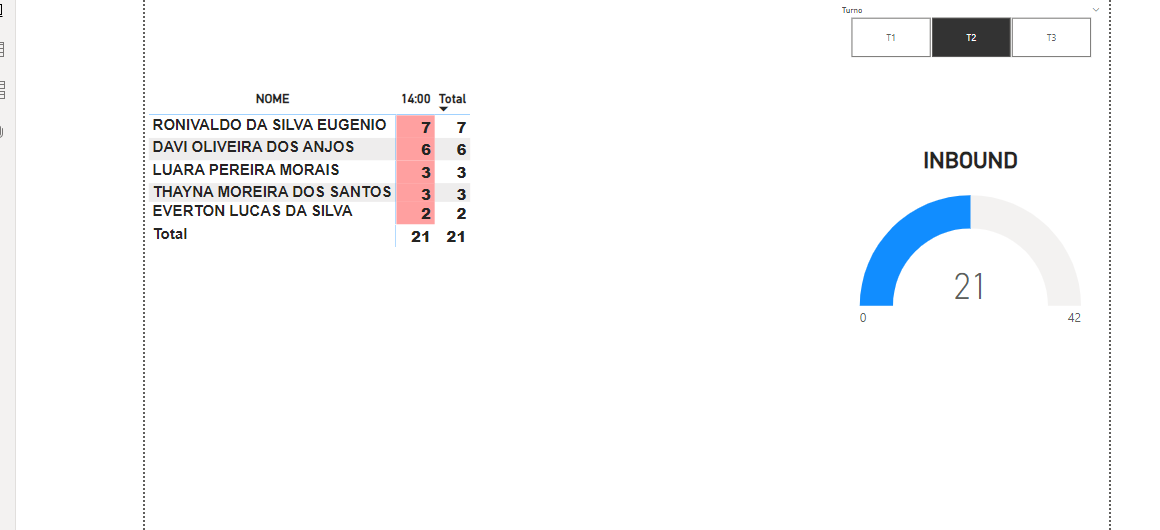 Turno
T1 T2 T3
NOME 14:00 Total
RONIVALDO DA SILVA EUGENIO 7 7
DAVI OLIVEIRA DOS ANJOS 6 6
LUARA PEREIRA MORAIS 3 3
THAYNA MOREIRA DOS SANTOS 3 3
EVERTON LUCAS DA SILVA 2 2
Total 21 21
INBOUND
21
0 42